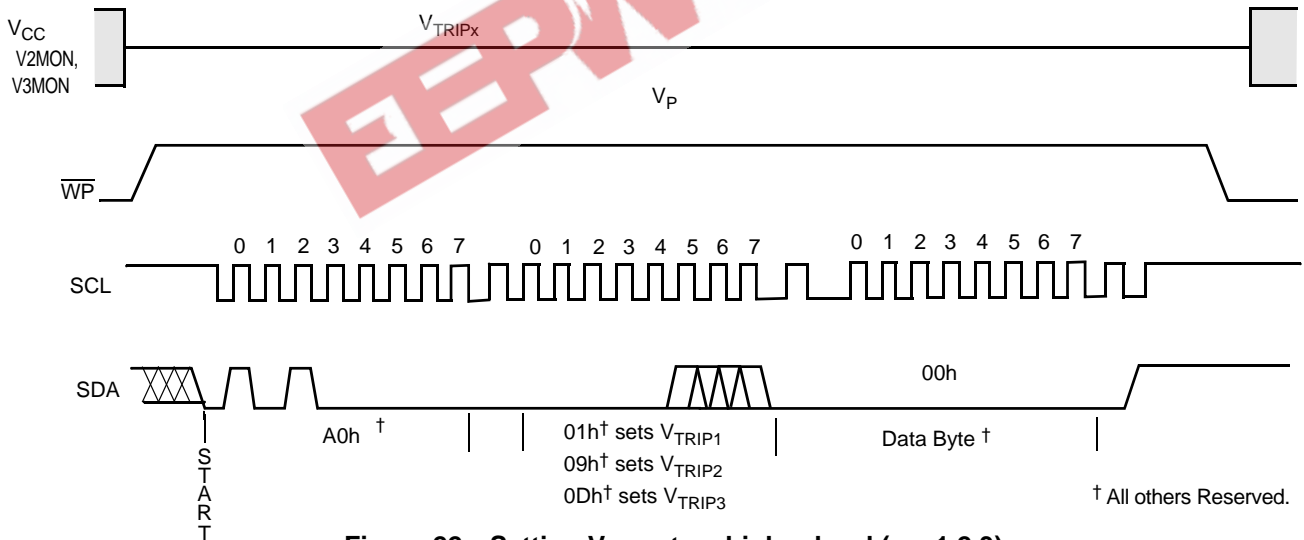 VCC
V2MON,
V3MON
VTRIPx
VP
WP
0 1 2 3 4 5 6 7 0 1 2 3 4 5 6 7 0 1 2 3 4 5 6 7
SCL
SDA
00h
A0h †
01h† sets VTRIP1
09h† sets VTRIP2
0Dh† sets VTRIP3
Data Byte †
START
† All others Reserved.